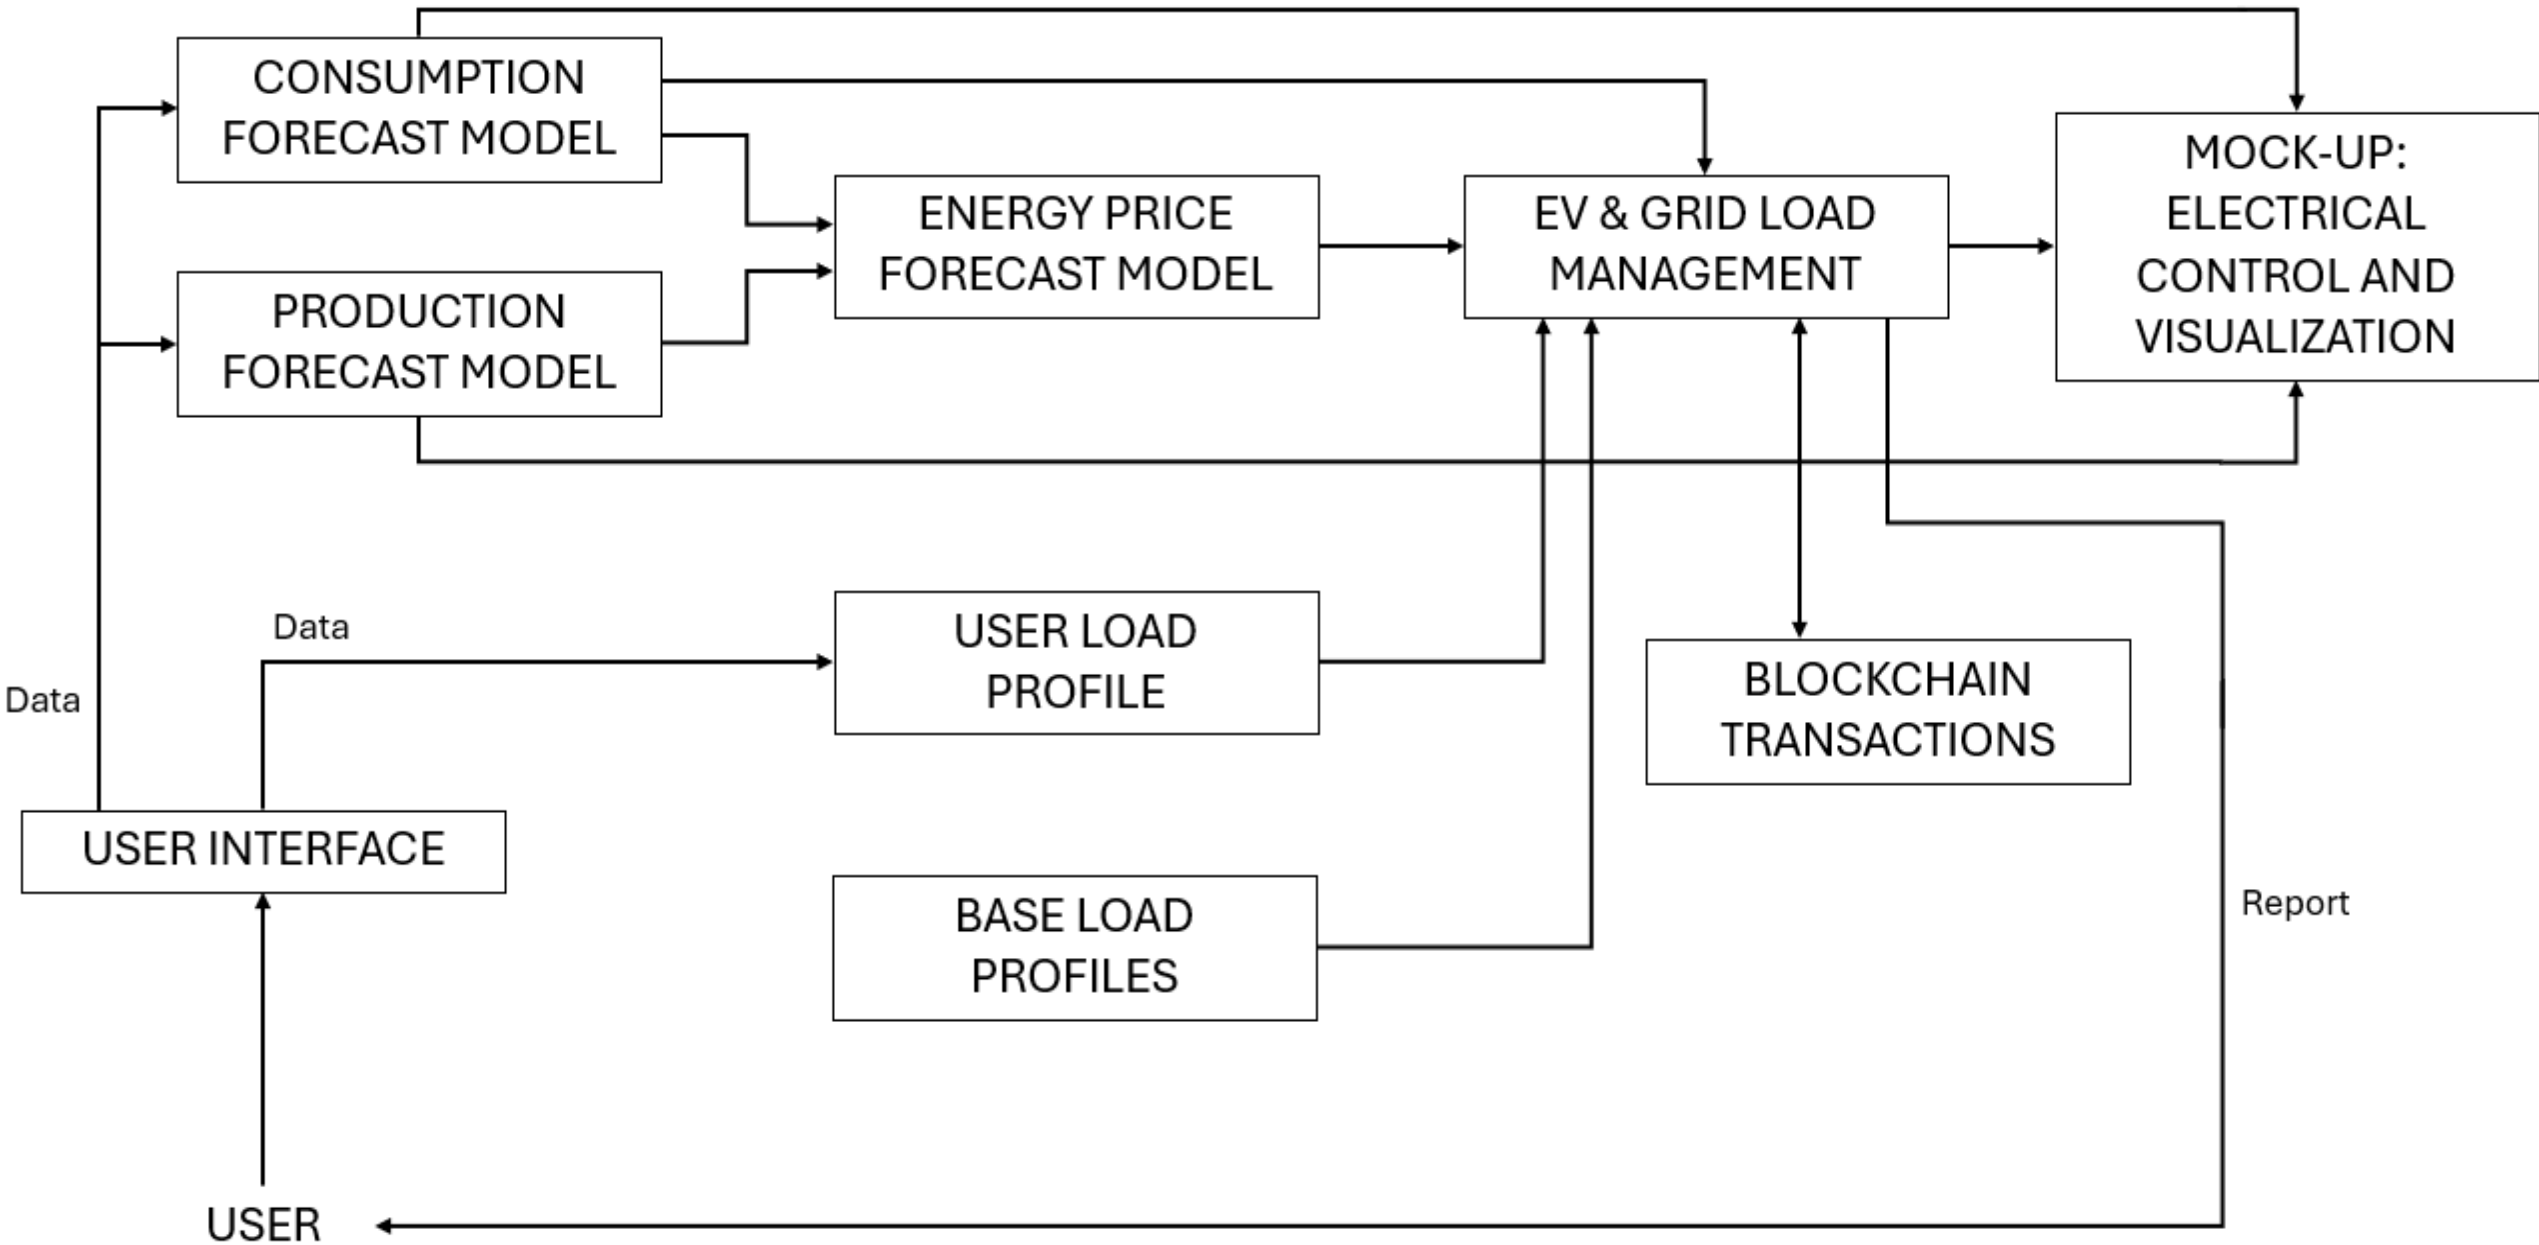 CONSUMPTION
FORECAST MODEL
PRODUCTION
FORECAST MODEL
ENERGY PRICE
FORECAST MODEL
EV & GRID LOAD
MANAGEMENT
MOCK-UP:
ELECTRICAL
CONTROL AND
VISUALIZATION
Data
Data
USER LOAD
PROFILE
BLOCKCHAIN
TRANSACTIONS
USER INTERFACE
BASE LOAD
PROFILES
Report
USER